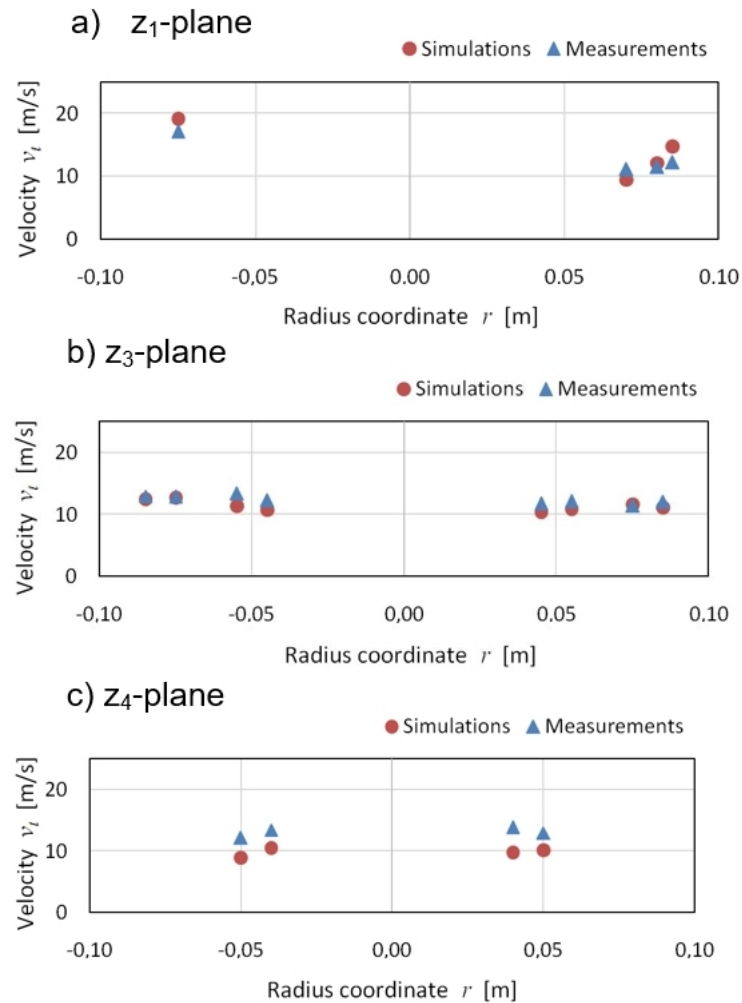 a) z₁-plane
Simulations Measurements
Velocity vₜ [m/s]
20
10
0
-0,10 -0,05 0.00 0.05 0.10
Radius coordinate r [m]
b) z₃-plane
Simulations Measurements
Velocity vₜ [m/s]
20
10
0
-0,10 -0.05 0,00 0.05 0.10
Radius coordinate r [m]
c) z₄-plane
Simulations Measurements
Velocity vₜ [m/s]
20
10
0
-0,10 -0.05 0,00 0.05 0.10
Radius coordinate r [m]